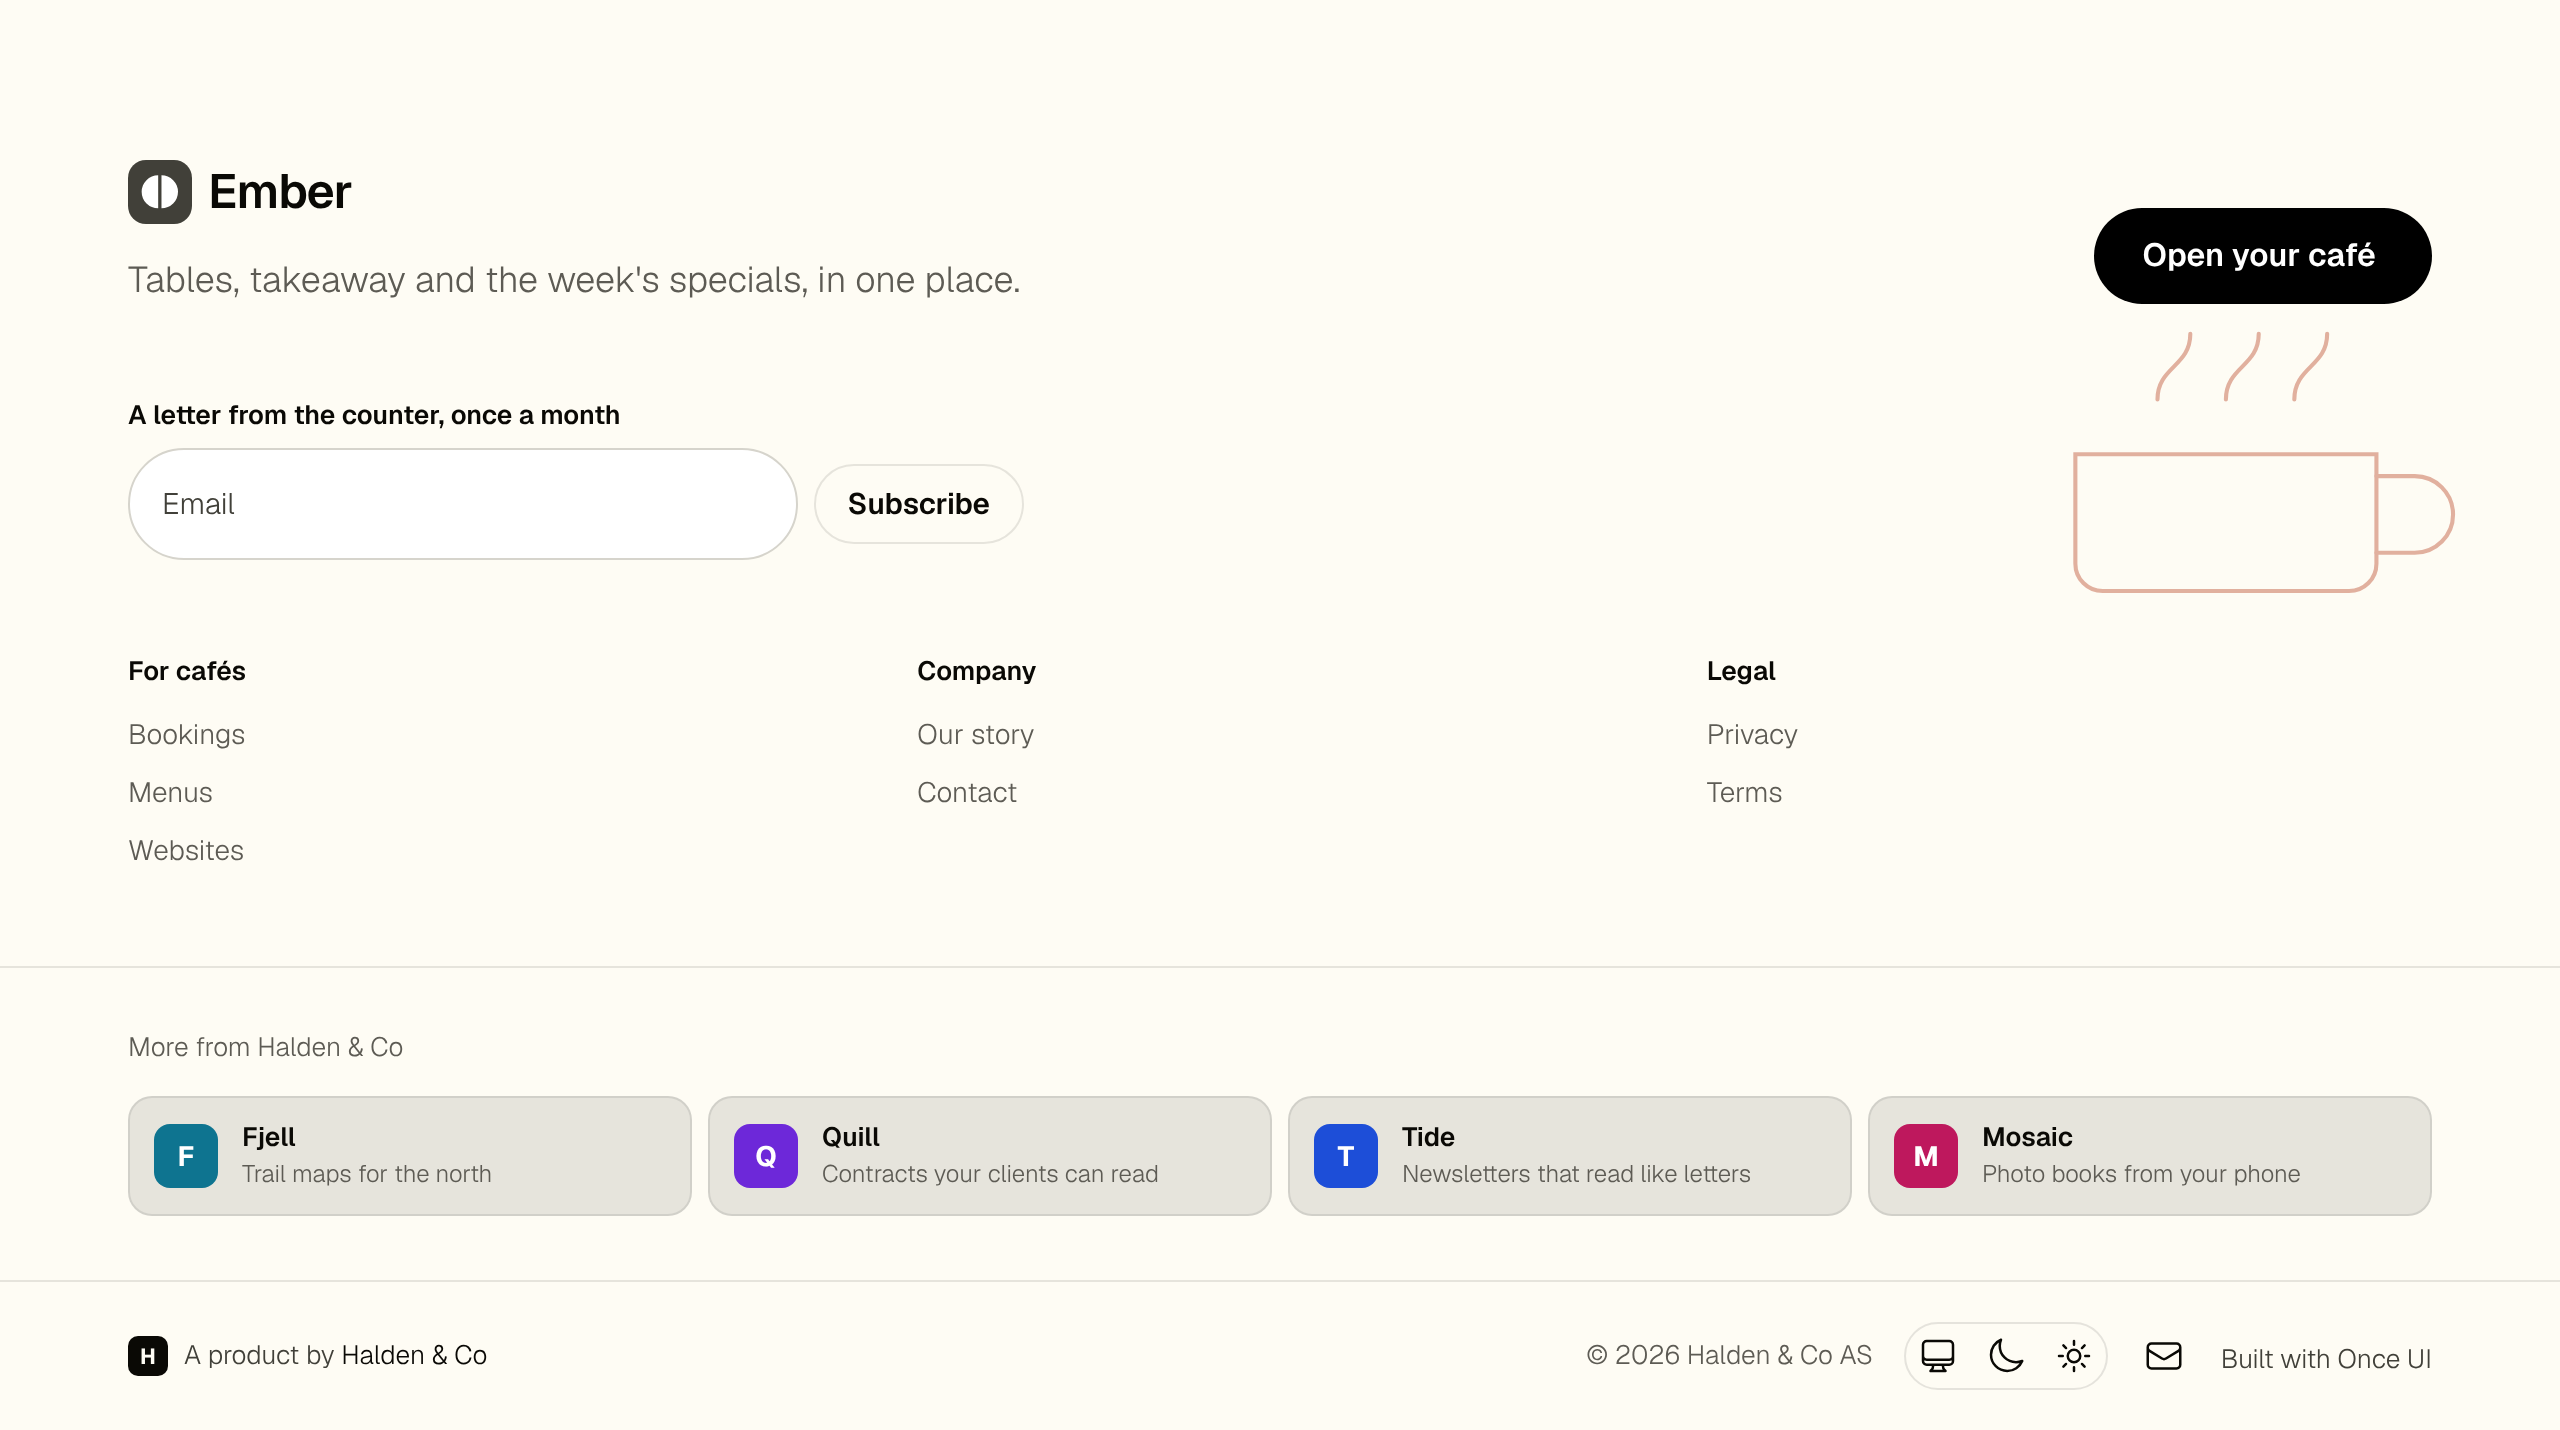 Ember
Tables, takeaway and the week's specials, in one place.
Open your café
A letter from the counter, once a month
Email
Subscribe
For cafés
Bookings
Menus
Websites
Company
Our story
Contact
Legal
Privacy
Terms
More from Halden & Co
F
Fjell
Trail maps for the north
Q
Quill
Contracts your clients can read
T
Tide
Newsletters that read like letters
M
Mosaic
Photo books from your phone
H
A product by Halden & Co
© 2026 Halden & Co AS
Built with Once UI